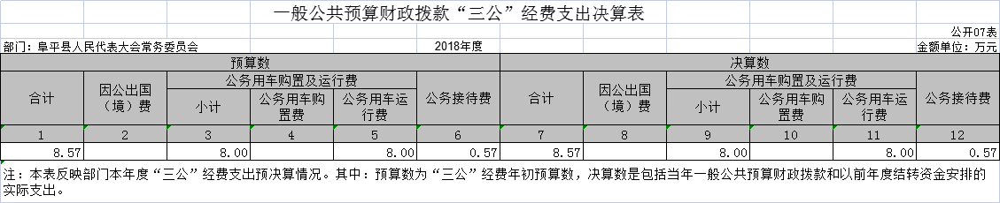 一般公共预算财政拨款“三公”经费支出决算表
公开07表
部门：阜平县人民代表大会常务委员会 2018年度 金额单位：万元
预算数 决算数
合计 因公出国（境）费 公务用车购置及运行费 公务接待费 合计 因公出国（境）费 公务用车购置及运行费 公务接待费
小计 公务用车购置费 公务用车运行费 小计 公务用车购置费 公务用车运行费
1 2 3 4 5 6 7 8 9 10 11 12
8.57 8.00 8.00 0.57 8.57 8.00 8.00 0.57
注：本表反映部门本年度“三公”经费支出预决算情况。其中：预算数为“三公”经费年初预算数，决算数是包括当年一般公共预算财政拨款和以前年度结转资金安排的
实际支出。